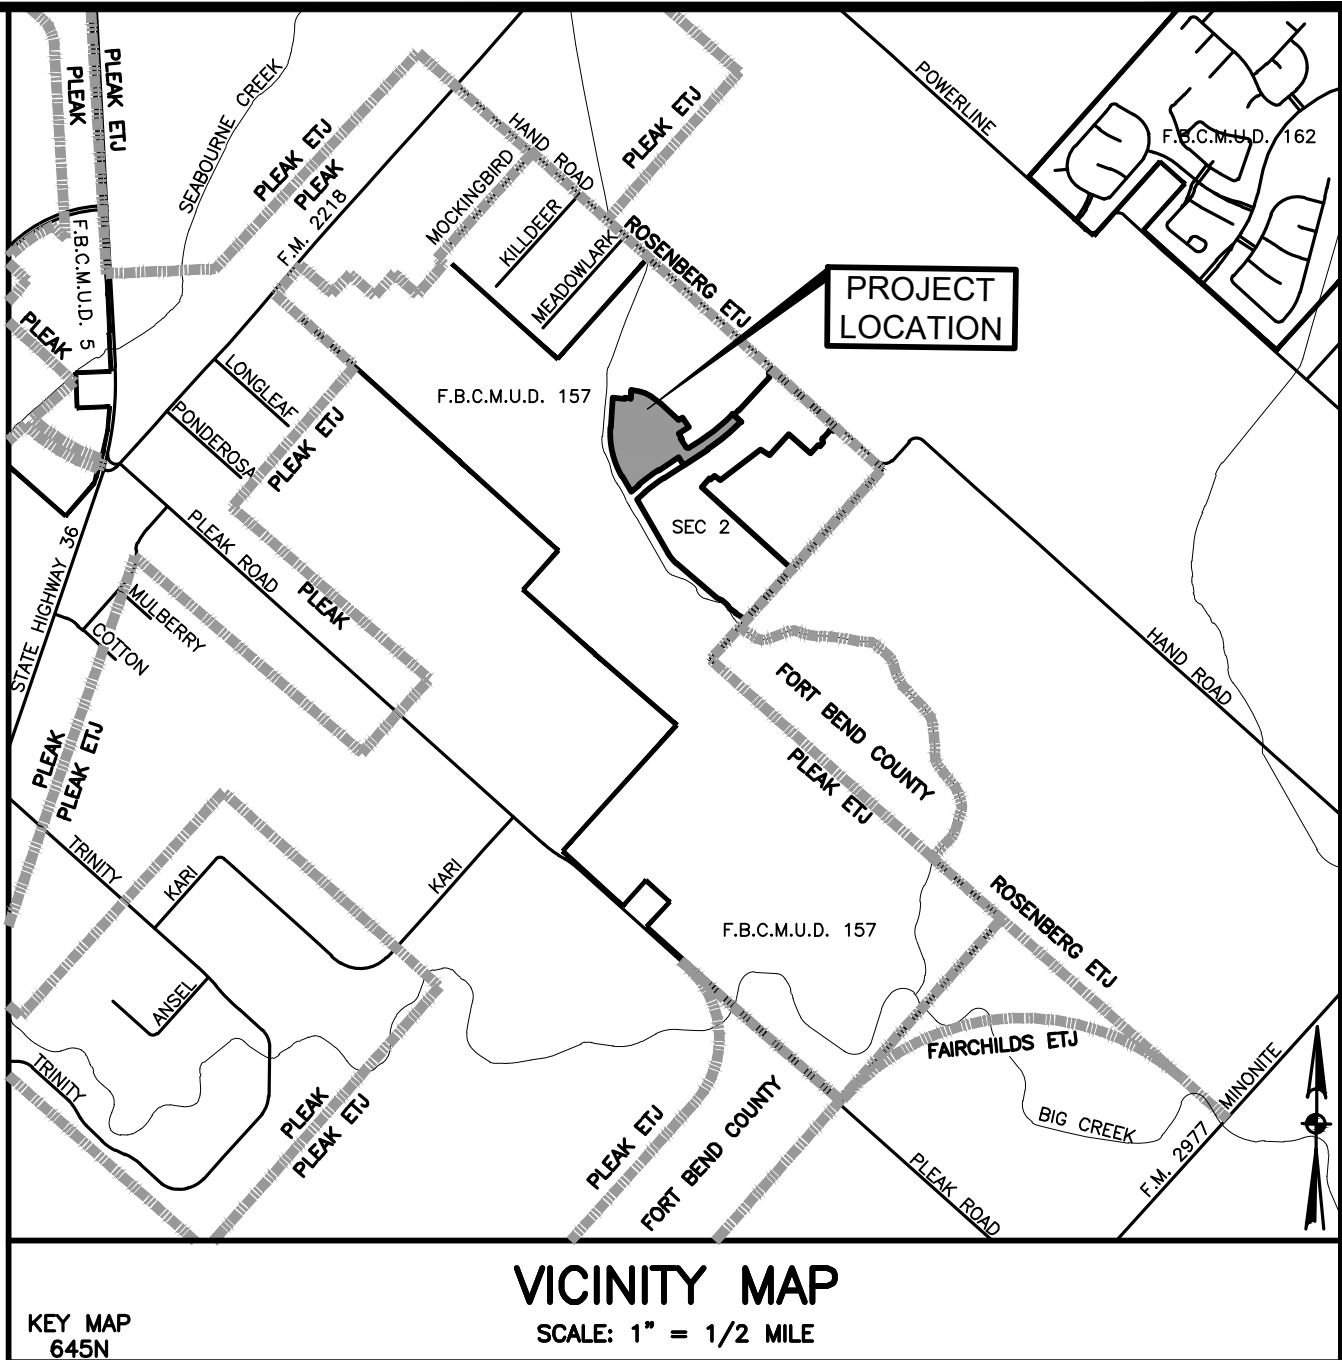 PLEAK
PLEAK ETJ
SEABOURNE CREEK
POWERLINE
F.B.C.M.U.D. 162
PLEAK ETJ
PLEAK
F.M. 2218
HAND ROAD
MOCKINGBIRD
KILLDEER
MEADOWLARK
PLEAK ETJ
ROSENBERG ETJ
F.B.C.M.U.D. 5
PLEAK
PROJECT
LOCATION
LONGLEAF
PONDEROSA
PLEAK ETJ
F.B.C.M.U.D. 157
SEC 2
STATE HIGHWAY 36
PLEAK ROAD
PLEAK
MULBERRY
COTTON
HAND ROAD
FORT BEND COUNTY
PLEAK ETJ
PLEAK
PLEAK ETJ
TRINITY
KARI
KARI
F.B.C.M.U.D. 157
ROSENBERG ETJ
ANSEL
FAIRCHILDS ETJ
TRINITY
PLEAK
PLEAK ETJ
PLEAK ETJ
FORT BEND COUNTY
BIG CREEK
MINONITE
F.M. 2977
PLEAK ROAD
VICINITY MAP
SCALE: 1" = 1/2 MILE
KEY MAP
645N